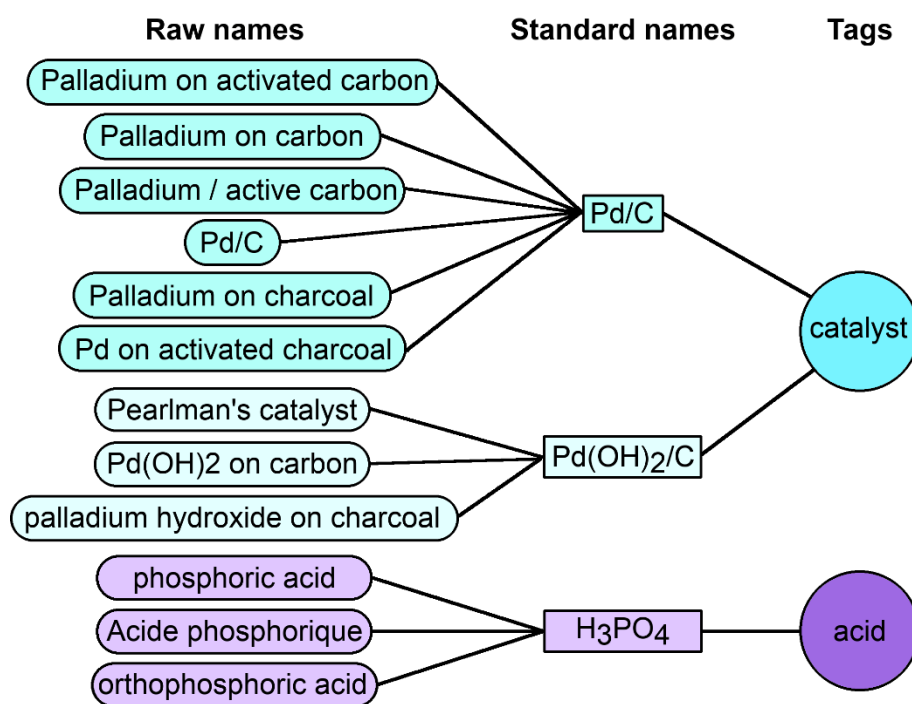 Raw names
Standard names
Tags
Palladium on activated carbon
Palladium on carbon
Palladium / active carbon
Pd/C
Palladium on charcoal
Pd on activated charcoal
Pd/C
catalyst
Pearlman's catalyst
Pd(OH)2 on carbon
palladium hydroxide on charcoal
Pd(OH)₂/C
phosphoric acid
Acide phosphorique
orthophosphoric acid
H₃PO₄
acid